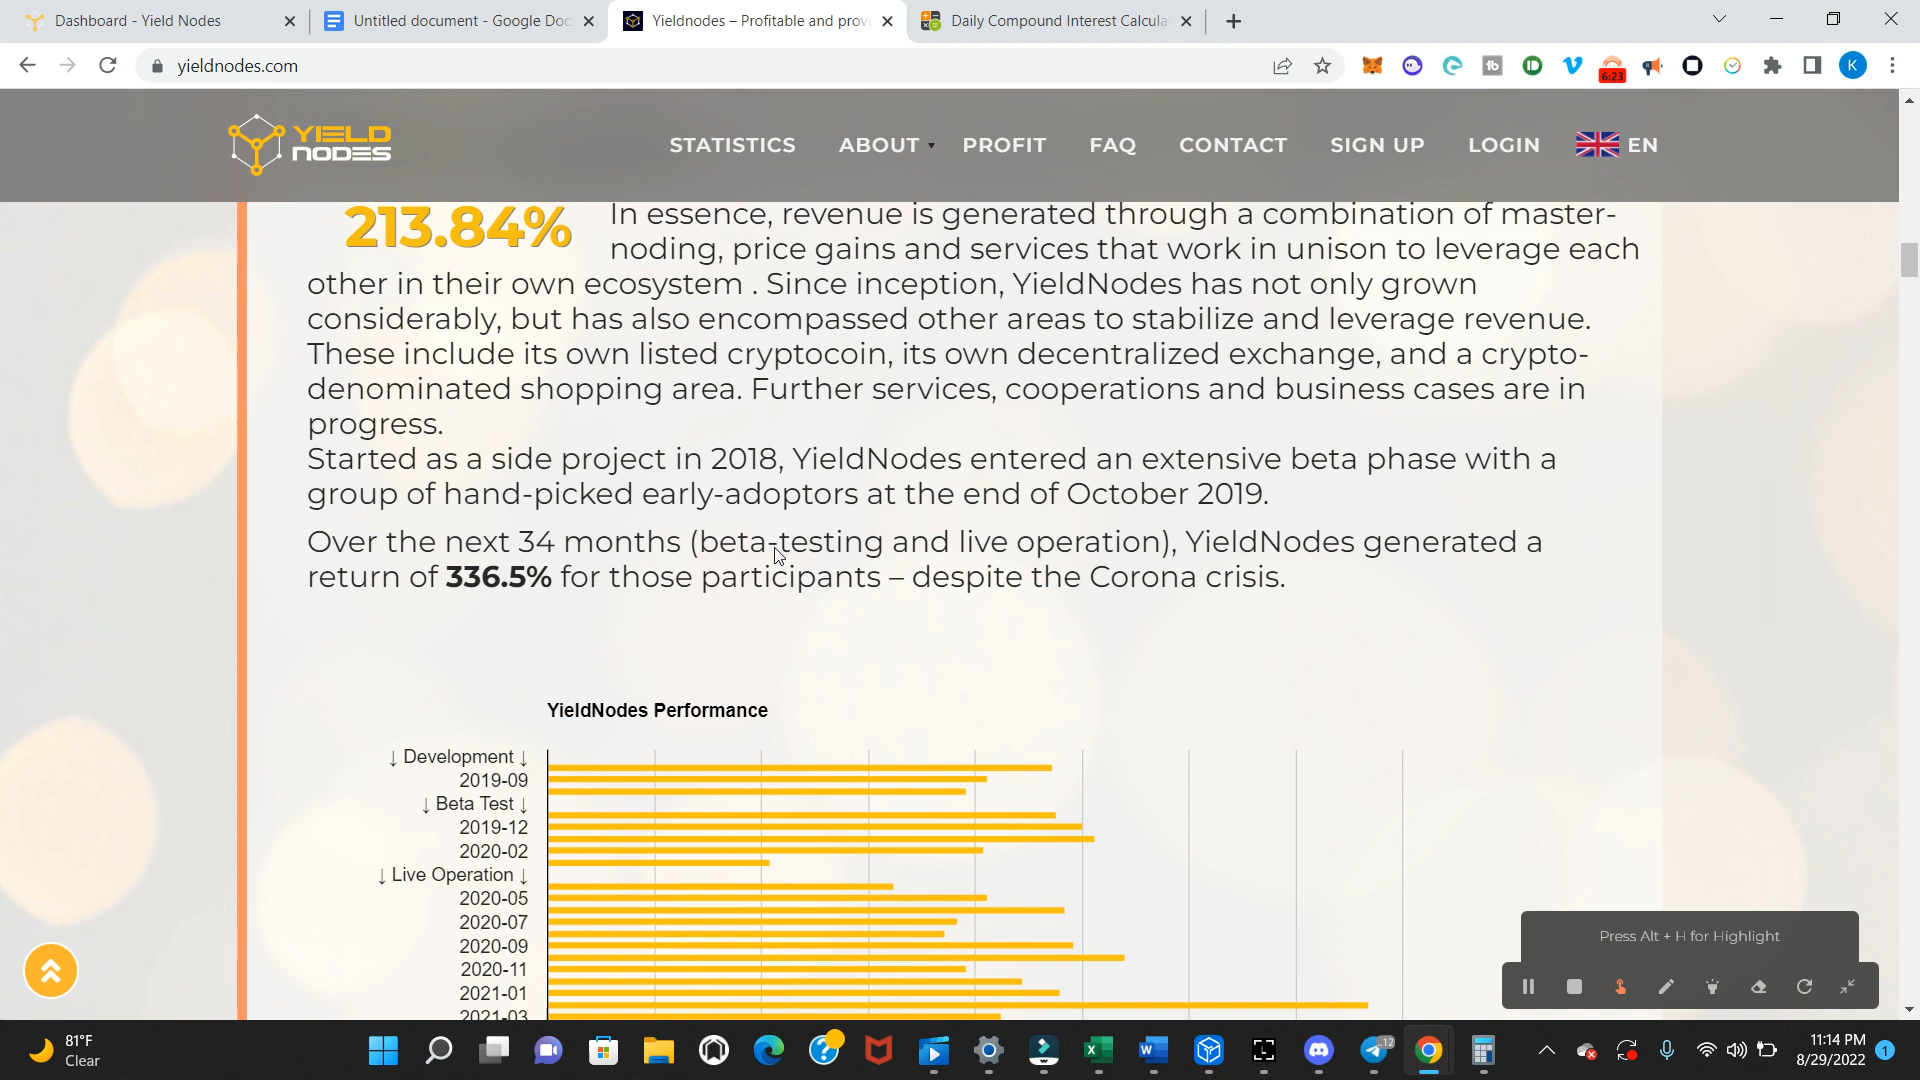 Dashboard - Yield Nodes
Untitled document - Google Doc
Yieldnodes – Profitable and prov
Daily Compound Interest Calcula
yieldnodes.com
6:23
K
YIELD NODES
STATISTICS ABOUT PROFIT FAQ CONTACT SIGN UP LOGIN EN
213.84% In essence, revenue is generated through a combination of master-
noding, price gains and services that work in unison to leverage each
other in their own ecosystem . Since inception, YieldNodes has not only grown
considerably, but has also encompassed other areas to stabilize and leverage revenue.
These include its own listed cryptocoin, its own decentralized exchange, and a crypto-
denominated shopping area. Further services, cooperations and business cases are in
progress.
Started as a side project in 2018, YieldNodes entered an extensive beta phase with a
group of hand-picked early-adoptors at the end of October 2019.
Over the next 34 months (beta-testing and live operation), YieldNodes generated a
return of 336.5% for those participants – despite the Corona crisis.
YieldNodes Performance
↓ Development ↓
2019-09
↓ Beta Test ↓
2019-12
2020-02
↓ Live Operation ↓
2020-05
2020-07
2020-09
2020-11
2021-01
2021-03
Press Alt + H for Highlight
81°F
Clear
12
11:14 PM
8/29/2022
1